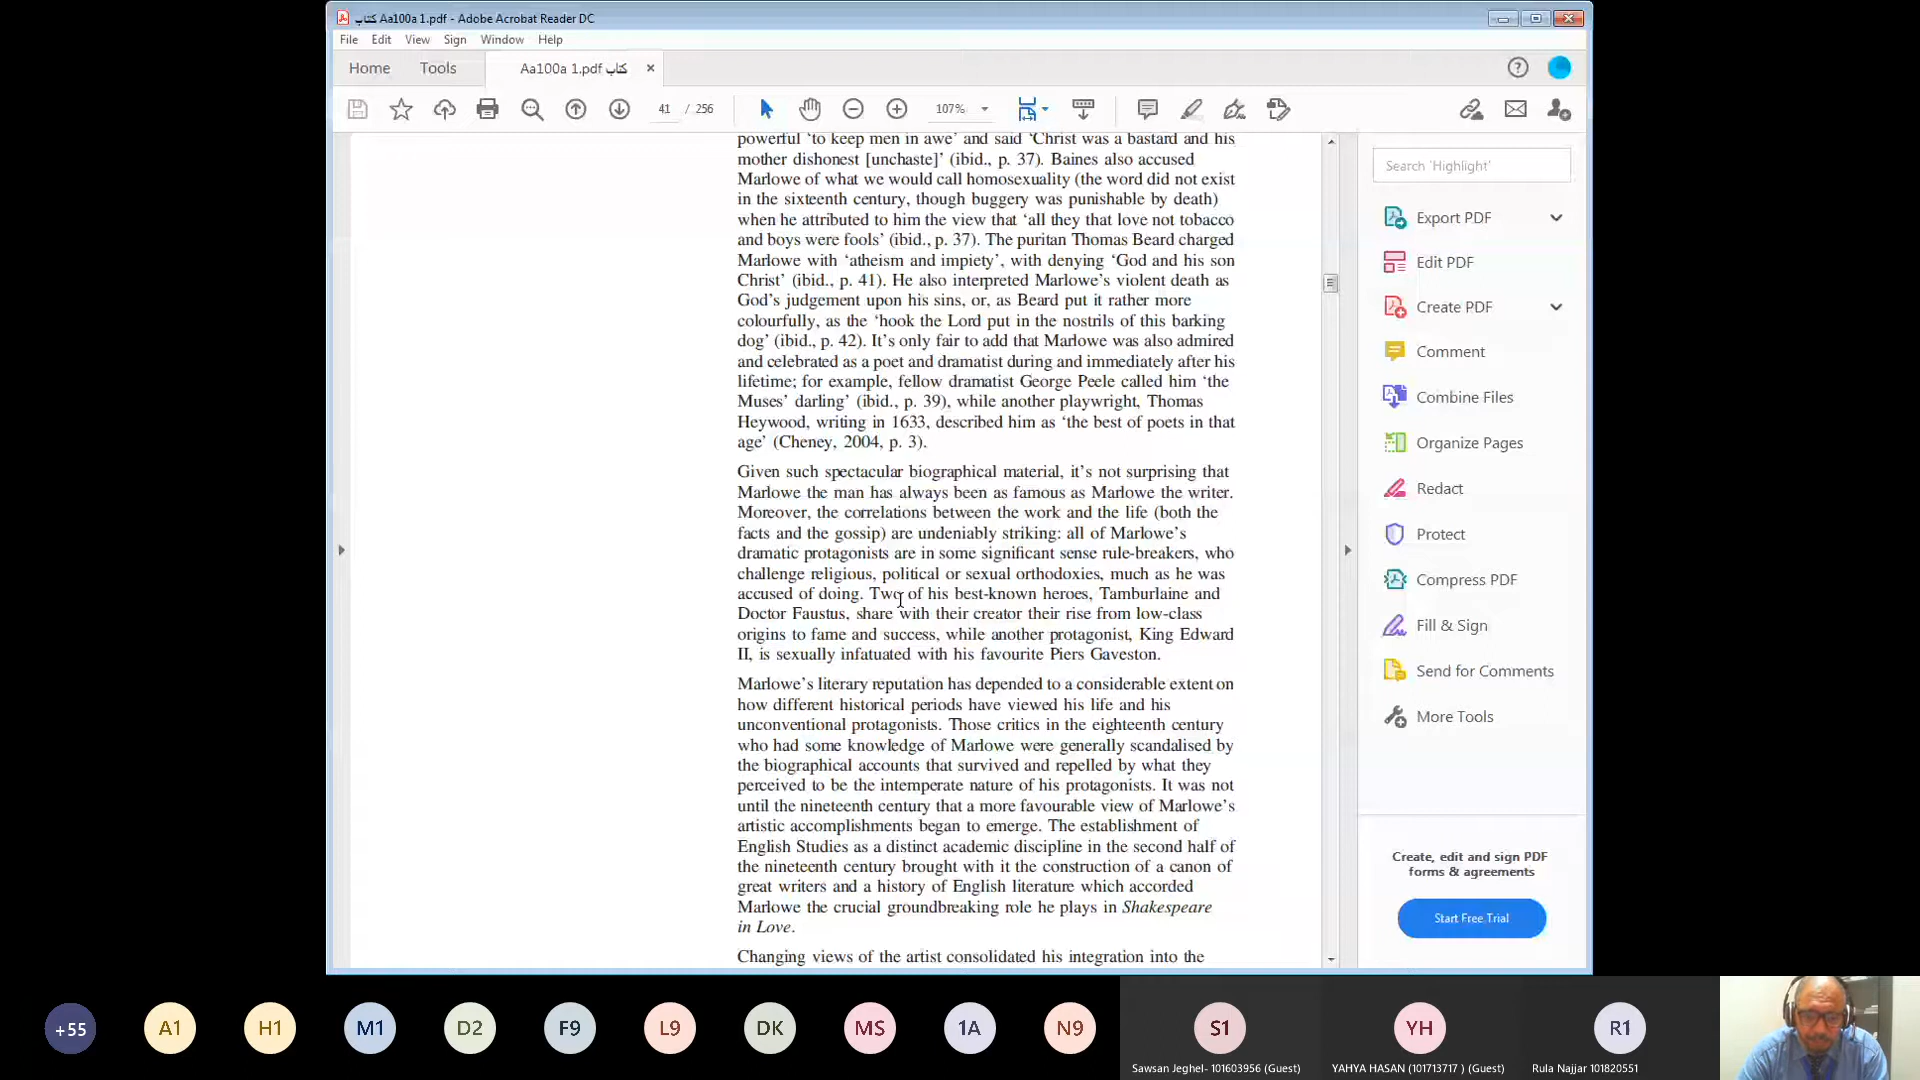 كتاب Aa100a 1.pdf - Adobe Acrobat Reader DC
File Edit View Sign Window Help
Home Tools Aa100a 1.pdf كتاب
41 / 256 107%
powerful ‘to keep men in awe’ and said ‘Christ was a bastard and his
mother dishonest [unchaste]’ (ibid., p. 37). Baines also accused
Marlowe of what we would call homosexuality (the word did not exist
in the sixteenth century, though buggery was punishable by death)
when he attributed to him the view that ‘all they that love not tobacco
and boys were fools’ (ibid., p. 37). The puritan Thomas Beard charged
Marlowe with ‘atheism and impiety’, with denying ‘God and his son
Christ’ (ibid., p. 41). He also interpreted Marlowe’s violent death as
God’s judgement upon his sins, or, as Beard put it rather more
colourfully, as the ‘hook the Lord put in the nostrils of this barking
dog’ (ibid., p. 42). It’s only fair to add that Marlowe was also admired
and celebrated as a poet and dramatist during and immediately after his
lifetime; for example, fellow dramatist George Peele called him ‘the
Muses’ darling’ (ibid., p. 39), while another playwright, Thomas
Heywood, writing in 1633, described him as ‘the best of poets in that
age’ (Cheney, 2004, p. 3).
Given such spectacular biographical material, it’s not surprising that
Marlowe the man has always been as famous as Marlowe the writer.
Moreover, the correlations between the work and the life (both the
facts and the gossip) are undeniably striking: all of Marlowe’s
dramatic protagonists are in some significant sense rule-breakers, who
challenge religious, political or sexual orthodoxies, much as he was
accused of doing. Two of his best-known heroes, Tamburlaine and
Doctor Faustus, share with their creator their rise from low-class
origins to fame and success, while another protagonist, King Edward
II, is sexually infatuated with his favourite Piers Gaveston.
Marlowe’s literary reputation has depended to a considerable extent on
how different historical periods have viewed his life and his
unconventional protagonists. Those critics in the eighteenth century
who had some knowledge of Marlowe were generally scandalised by
the biographical accounts that survived and repelled by what they
perceived to be the intemperate nature of his protagonists. It was not
until the nineteenth century that a more favourable view of Marlowe’s
artistic accomplishments began to emerge. The establishment of
English Studies as a distinct academic discipline in the second half of
the nineteenth century brought with it the construction of a canon of
great writers and a history of English literature which accorded
Marlowe the crucial groundbreaking role he plays in Shakespeare
in Love.
Changing views of the artist consolidated his integration into the
Search 'Highlight'
Export PDF
Edit PDF
Create PDF
Comment
Combine Files
Organize Pages
Redact
Protect
Compress PDF
Fill & Sign
Send for Comments
More Tools
Create, edit and sign PDF
forms & agreements
Start Free Trial
+55 A1 H1 M1 D2 F9 L9 DK MS 1A N9 S1 YH R1
Sawsan Jeghel- 101603956 (Guest) YAHYA HASAN (101713717 ) (Guest) Rula Najjar 101820551